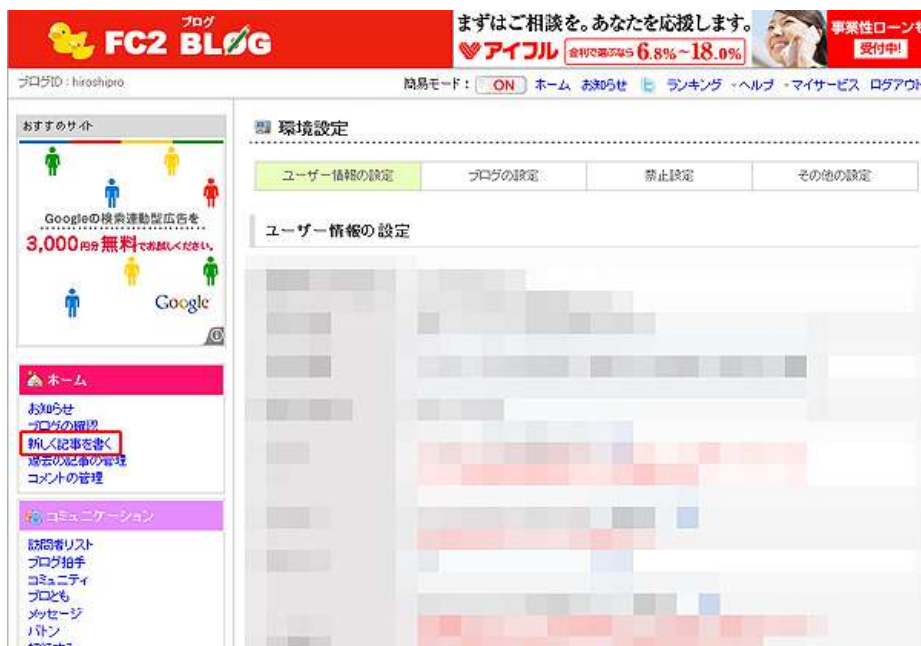 ブログ
FC2 BLOG
まずはご相談を。あなたを応援します。
アイフル 金利で選ぶなら 6.8%~18.0%
事業性ローンも
受付中!
ブログID : hiroshipro
簡易モード : ON ホーム お知らせ ランキング ・ヘルプ ・マイサービス ログアウト
おすすめサイト
Googleの検索連動型広告を
3,000円分無料でお試しください。
Google
環境設定
ユーザー情報の設定 ブログの設定 禁止設定 その他の設定
ユーザー情報の設定
ホーム
お知らせ
ブログの確認
新しく記事を書く
過去の記事の管理
コメントの管理
コミュニケーション
訪問者リスト
ブログ拍手
コミュニティ
ブロとも
メッセージ
バトン